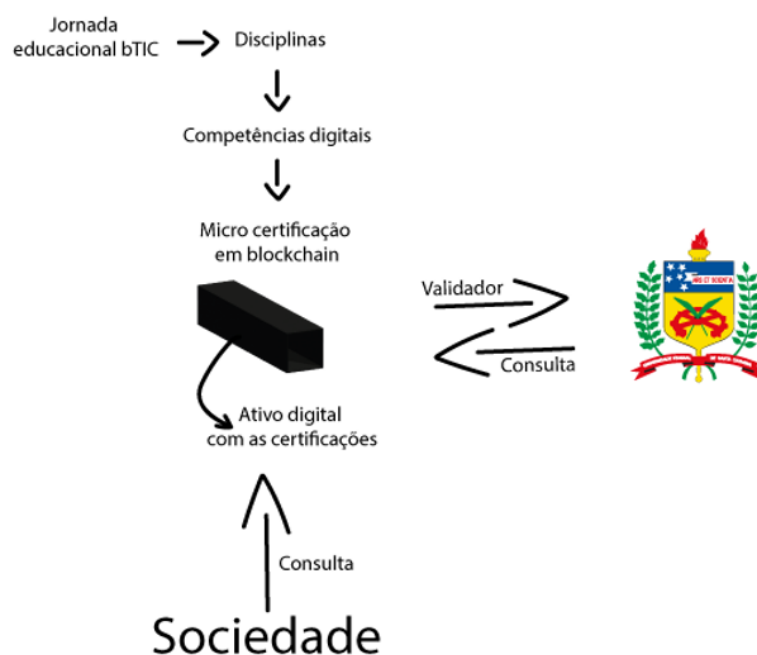 Jornada
educacional bTIC
Disciplinas
Competências digitais
Micro certificação
em blockchain
Validador
Consulta
Ativo digital
com as certificações
Consulta
Sociedade